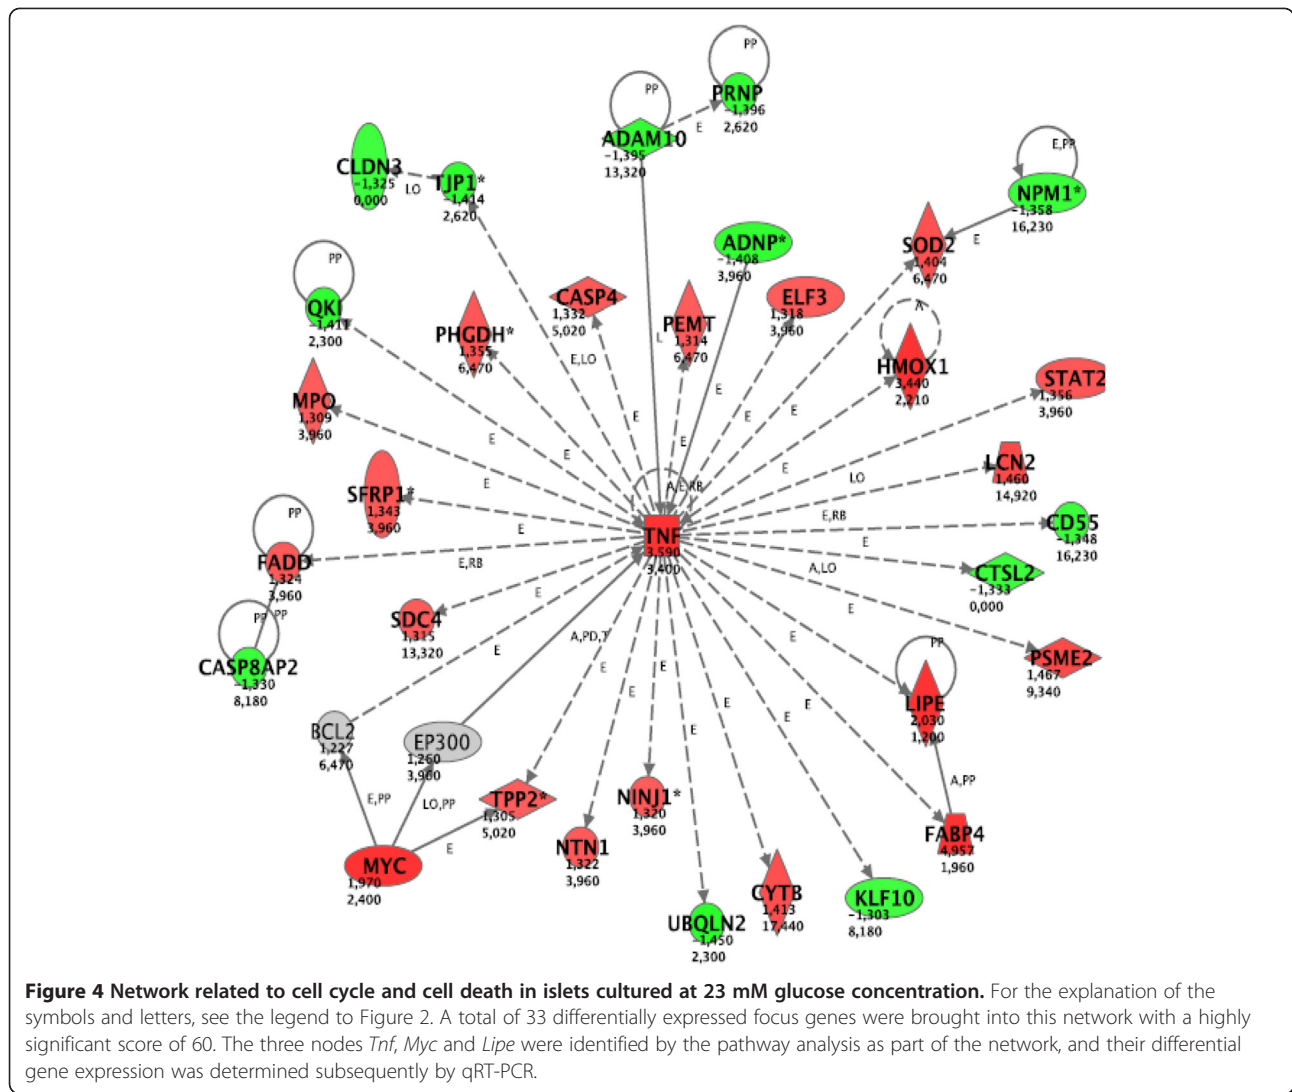 PP
PRNP
-1,396
2,620
PP
E
ADAM10
-1,395
13,320
CLDN3
-1,325
0,000
LO
TJP1*
-1,414
2,620
E,PP
NPM1*
-1,358
16,230
E
SOD2
1,404
6,470
ADNP*
-1,408
3,960
PP
QKI
-1,411
2,300
CASP4
1,332
5,020
PHGDH*
1,355
6,470
PEMT
1,314
6,470
ELF3
1,318
3,960
A
HMOX1
3,440
2,210
STAT2
1,356
3,960
MPO
1,309
3,960
E,LO
L
E
E
E
E
E
E
E
E
E
LCN2
1,460
14,920
LO
SFRP1*
1,343
3,960
A,E,RB
TNF
3,590
3,400
E,RB
CD55
-1,348
16,230
PP
FADD
1,324
3,960
E
E,RB
E
CTSL2
-1,333
0,000
A,LO
E
SDC4
1,315
13,320
E
PP
PP
CASP8AP2
-1,330
8,180
A,PD,T
E
E
PSME2
1,467
9,340
PP
LIPE
2,030
1,200
BCL2
1,227
6,470
EP300
1,260
3,960
E
E
E
E
E
E
E
E
E,PP
LO,PP
E
MYC
1,970
2,400
TPP2*
1,305
5,020
NINJ1*
1,320
3,960
NTN1
1,322
3,960
A,PP
FABP4
4,957
1,960
UBQLN2
-1,450
2,300
CYTB
1,413
17,440
KLF10
-1,303
8,180
Figure 4 Network related to cell cycle and cell death in islets cultured at 23 mM glucose concentration. For the explanation of the
symbols and letters, see the legend to Figure 2. A total of 33 differentially expressed focus genes were brought into this network with a highly
significant score of 60. The three nodes Tnf, Myc and Lipe were identified by the pathway analysis as part of the network, and their differential
gene expression was determined subsequently by qRT-PCR.